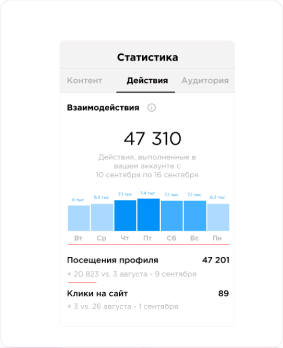 Статистика
Контент Действия Аудитория
Взаимодействия
47 310
Действия, выполненные в
вашем аккаунте с
10 сентября по 16 сентября
6 тыс 6.2 тыс 7.1 тыс 7.4 тыс 7.1 тыс 7.1 тыс 6.2 тыс
Вт Ср Чт Пт Сб Вс Пн
Посещения профиля 47 201
+ 20 823 vs. 3 августа - 9 сентября
Клики на сайт 89
+ 3 vs. 26 августа - 1 сентября